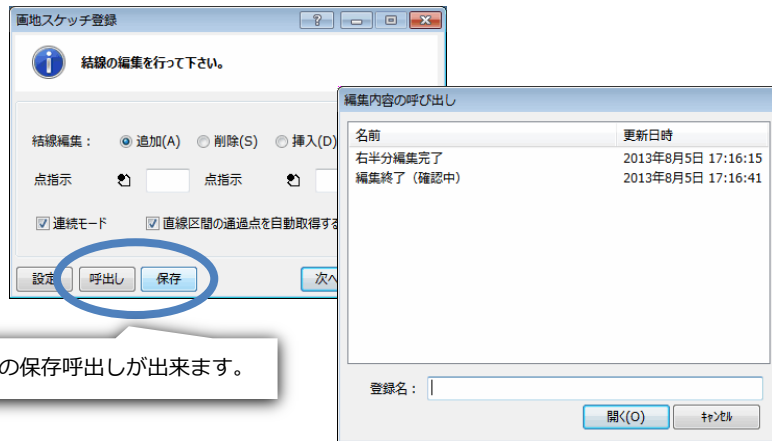 画地スケッチ登録
結線の編集を行って下さい。
結線編集： 追加(A) 削除(S) 挿入(D)
点指示 点指示
連続モード 直線区間の通過点を自動取得する
設定 呼出し 保存 次へ
の保存呼出しが出来ます。
編集内容の呼び出し
名前 更新日時
右半分編集完了 2013年8月5日 17:16:15
編集終了（確認中） 2013年8月5日 17:16:41
登録名：
開く(O) ｷｬﾝｾﾙ